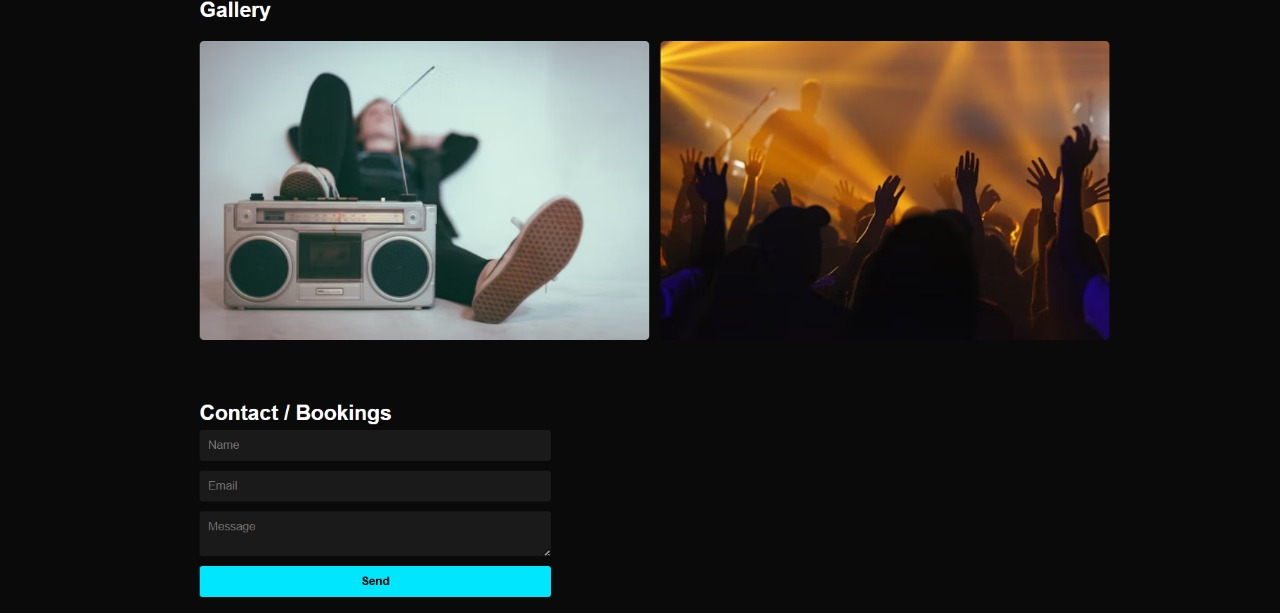 Gallery
Contact / Bookings
Name
Email
Message
Send